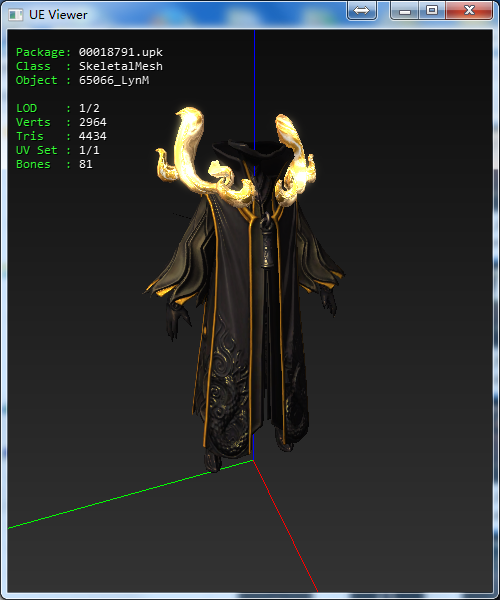 UE Viewer
Package: 00018791.upk
Class : SkeletalMesh
Object : 65066_LynM
LOD : 1/2
Verts : 2964
Tris : 4434
UV Set : 1/1
Bones : 81